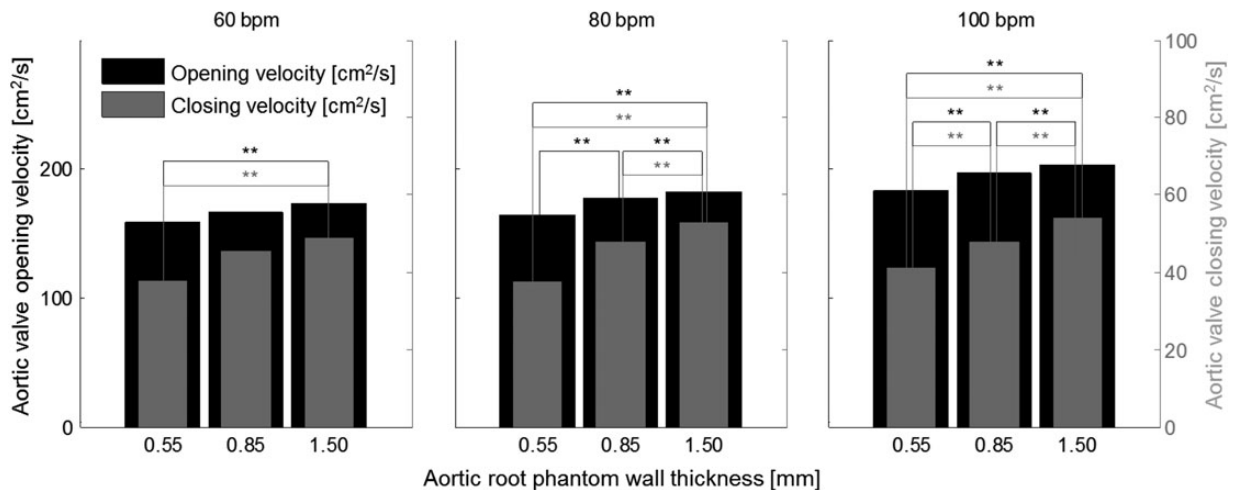 60 bpm
80 bpm
100 bpm
Aortic valve opening velocity [cm²/s]
0
100
200
Opening velocity [cm²/s]
Closing velocity [cm²/s]
**
**
0.55 0.85 1.50
**
**
** **
**
0.55 0.85 1.50
**
**
** **
** **
0.55 0.85 1.50
100
80
60
40
20
0
Aortic valve closing velocity [cm²/s]
Aortic root phantom wall thickness [mm]